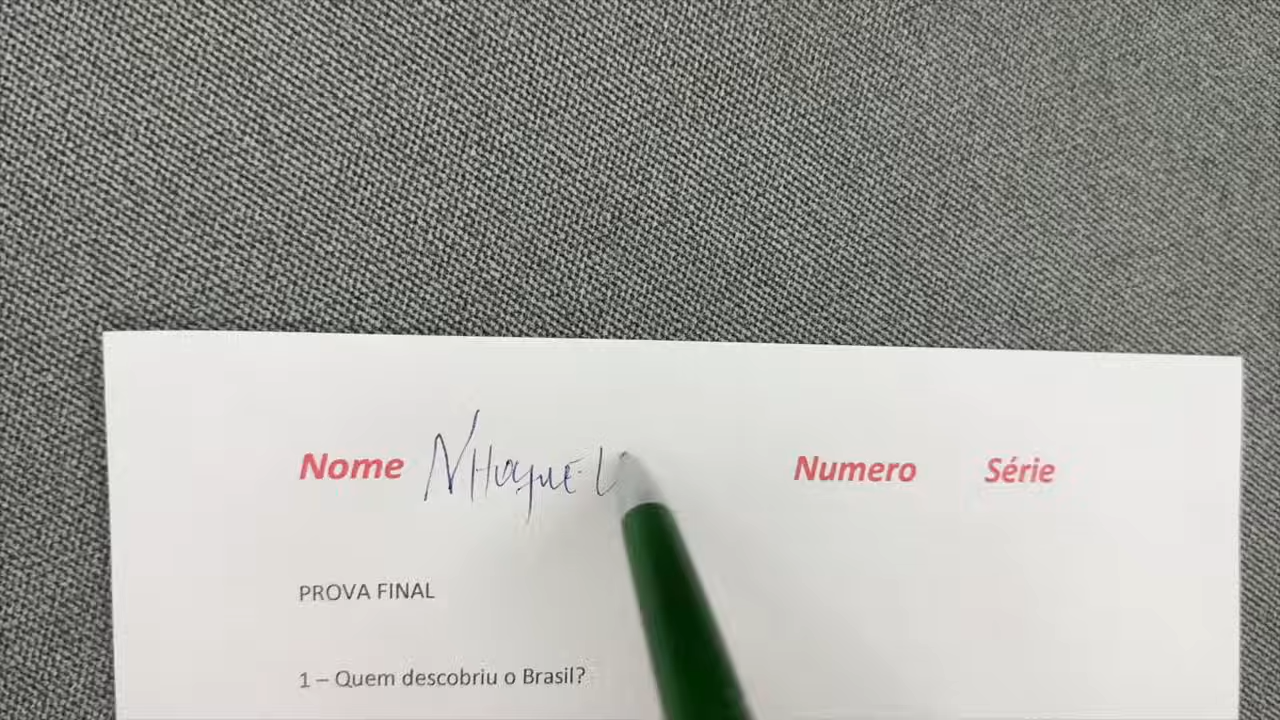 Nome Numero Série
PROVA FINAL
1 – Quem descobriu o Brasil?